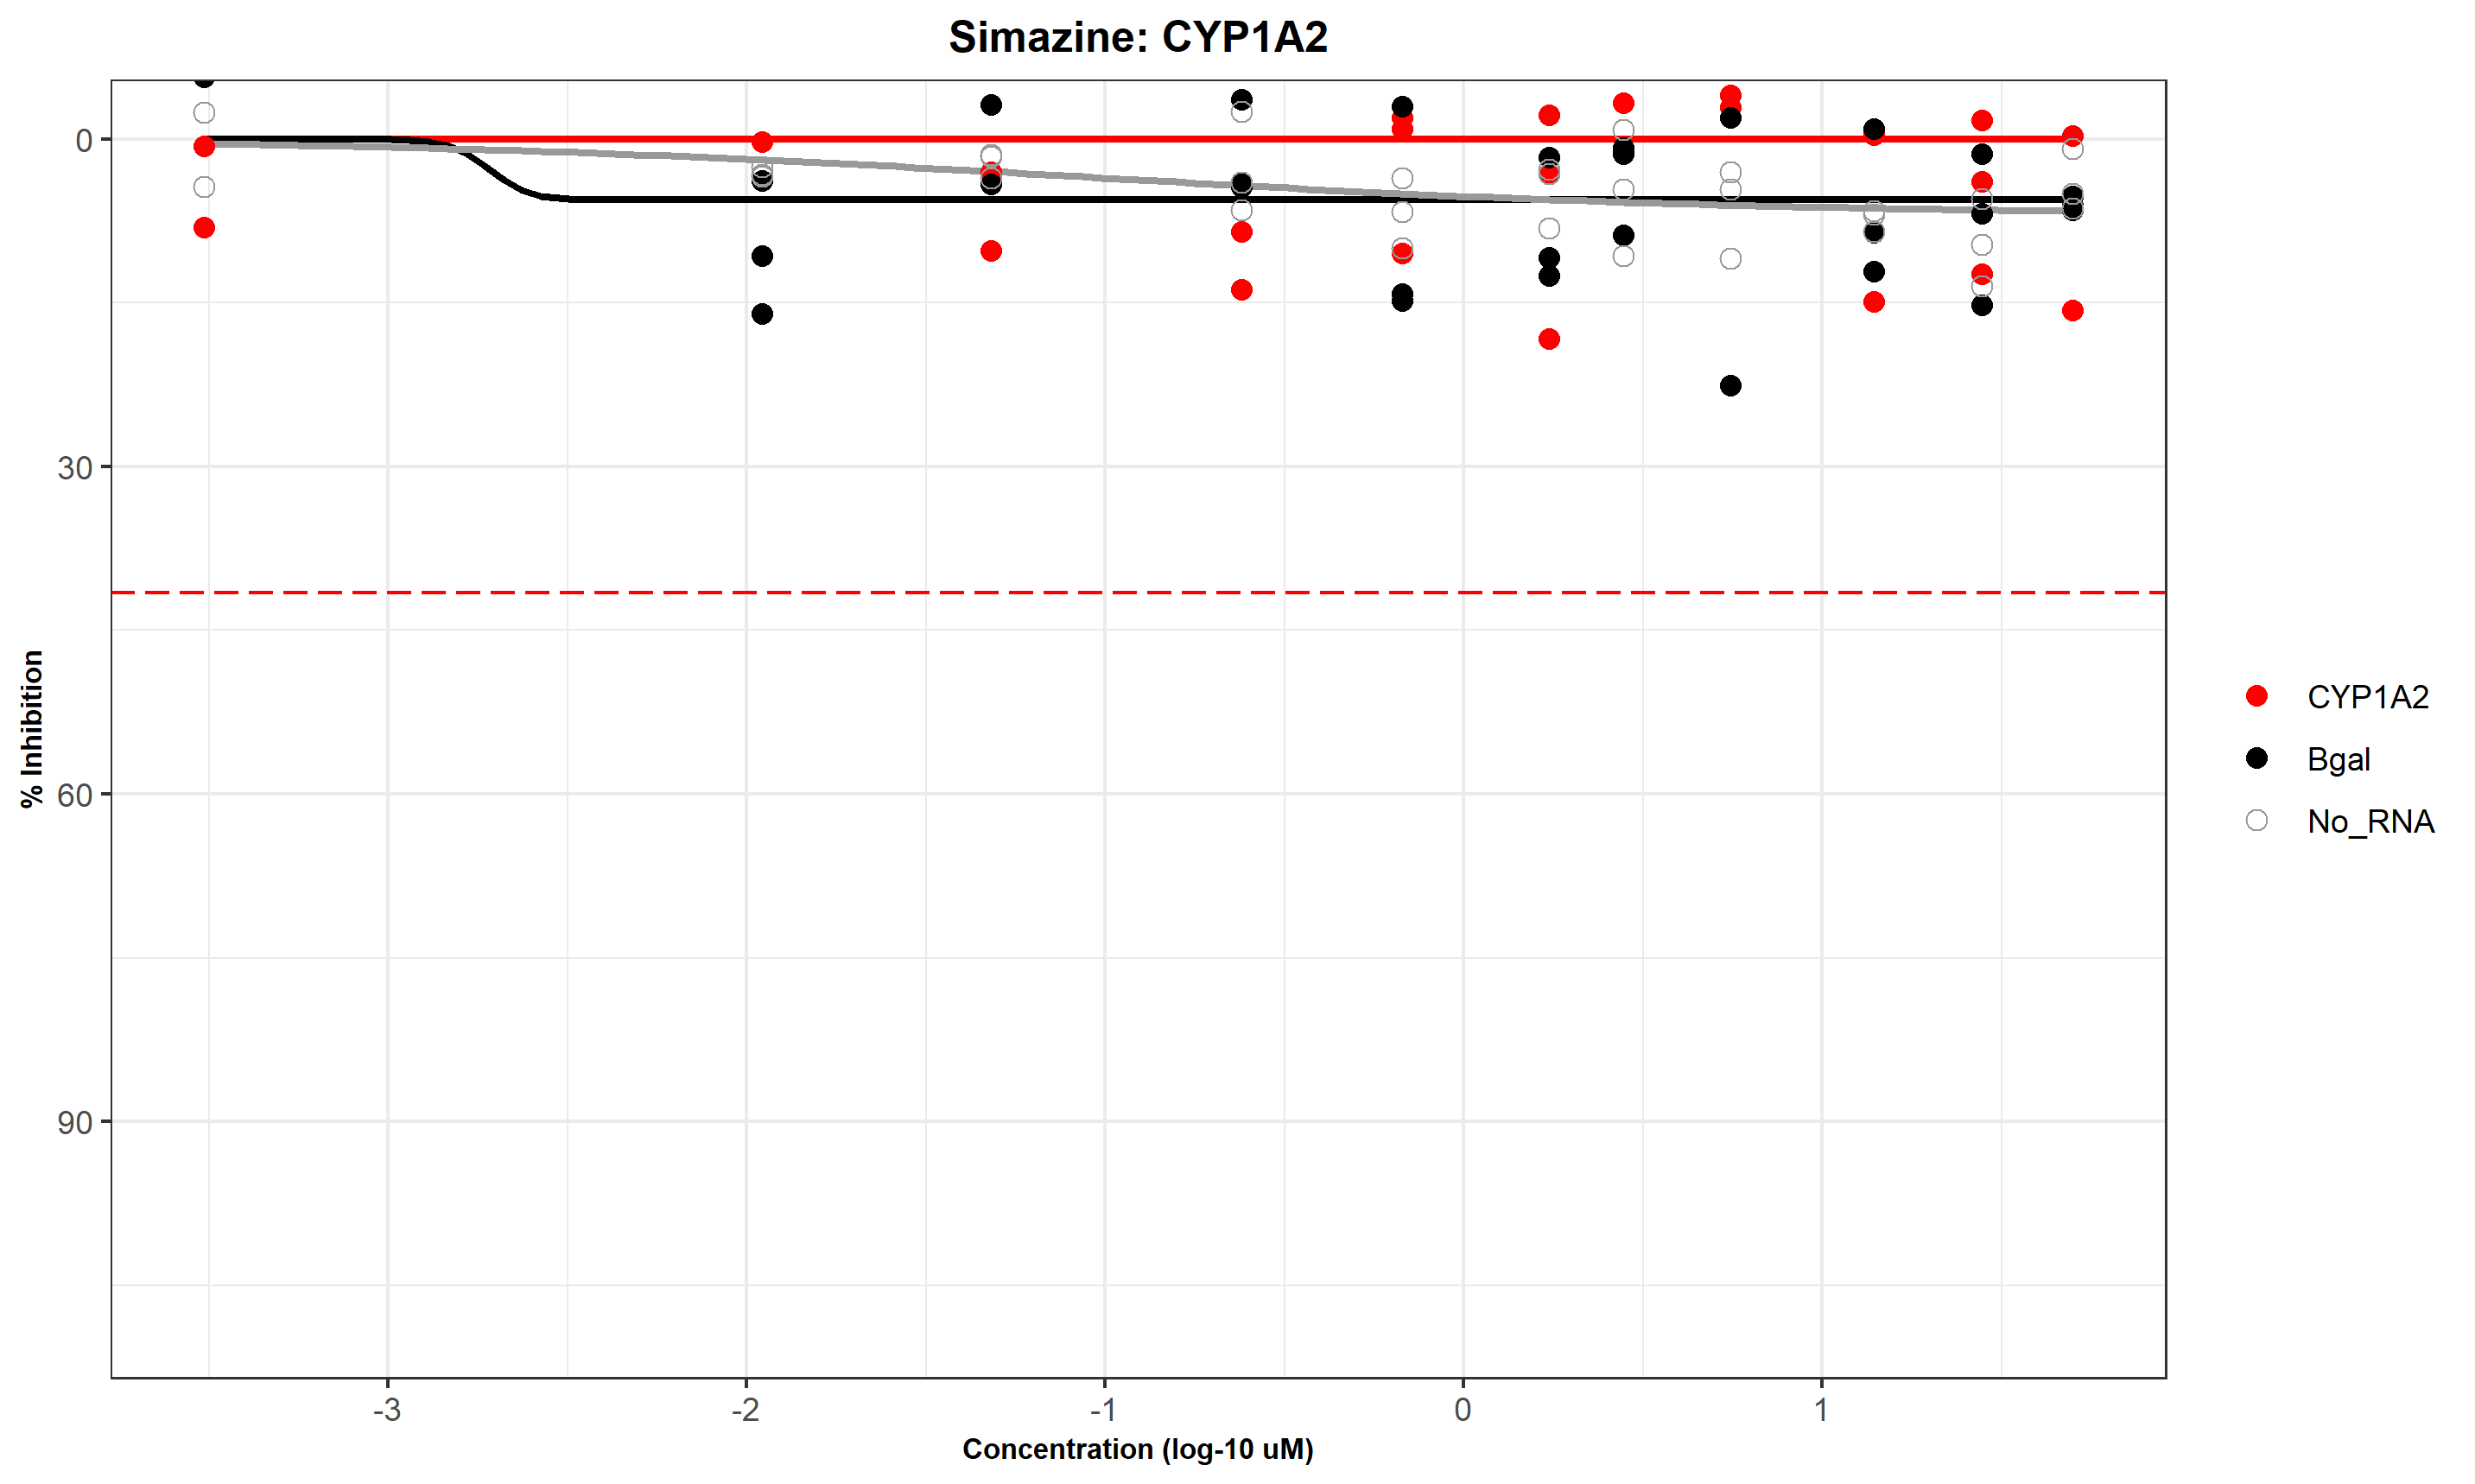 Simazine: CYP1A2
% Inhibition
0
30
60
90
-3
-2
-1
0
1
Concentration (log-10 uM)
CYP1A2
Bgal
No_RNA